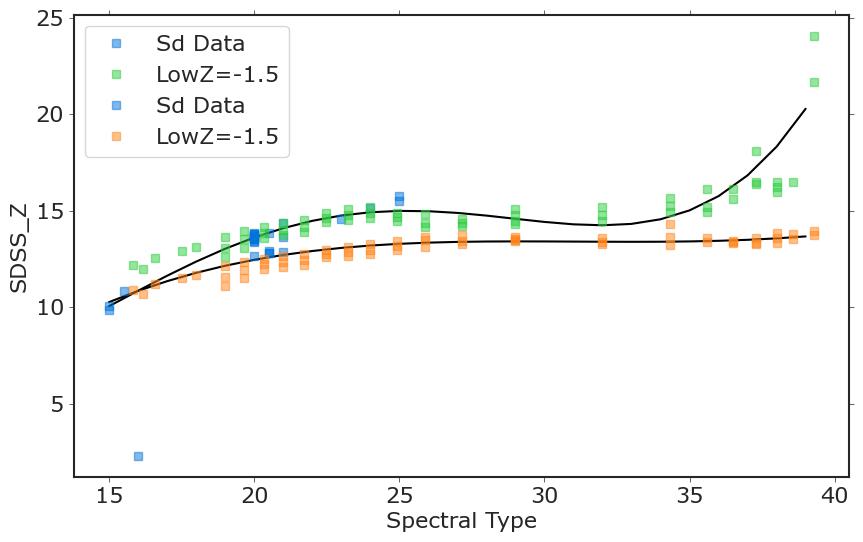 25
Sd Data
LowZ=-1.5
Sd Data
LowZ=-1.5
20
15
10
5
SDSS_Z
15 20 25 30 35 40
Spectral Type